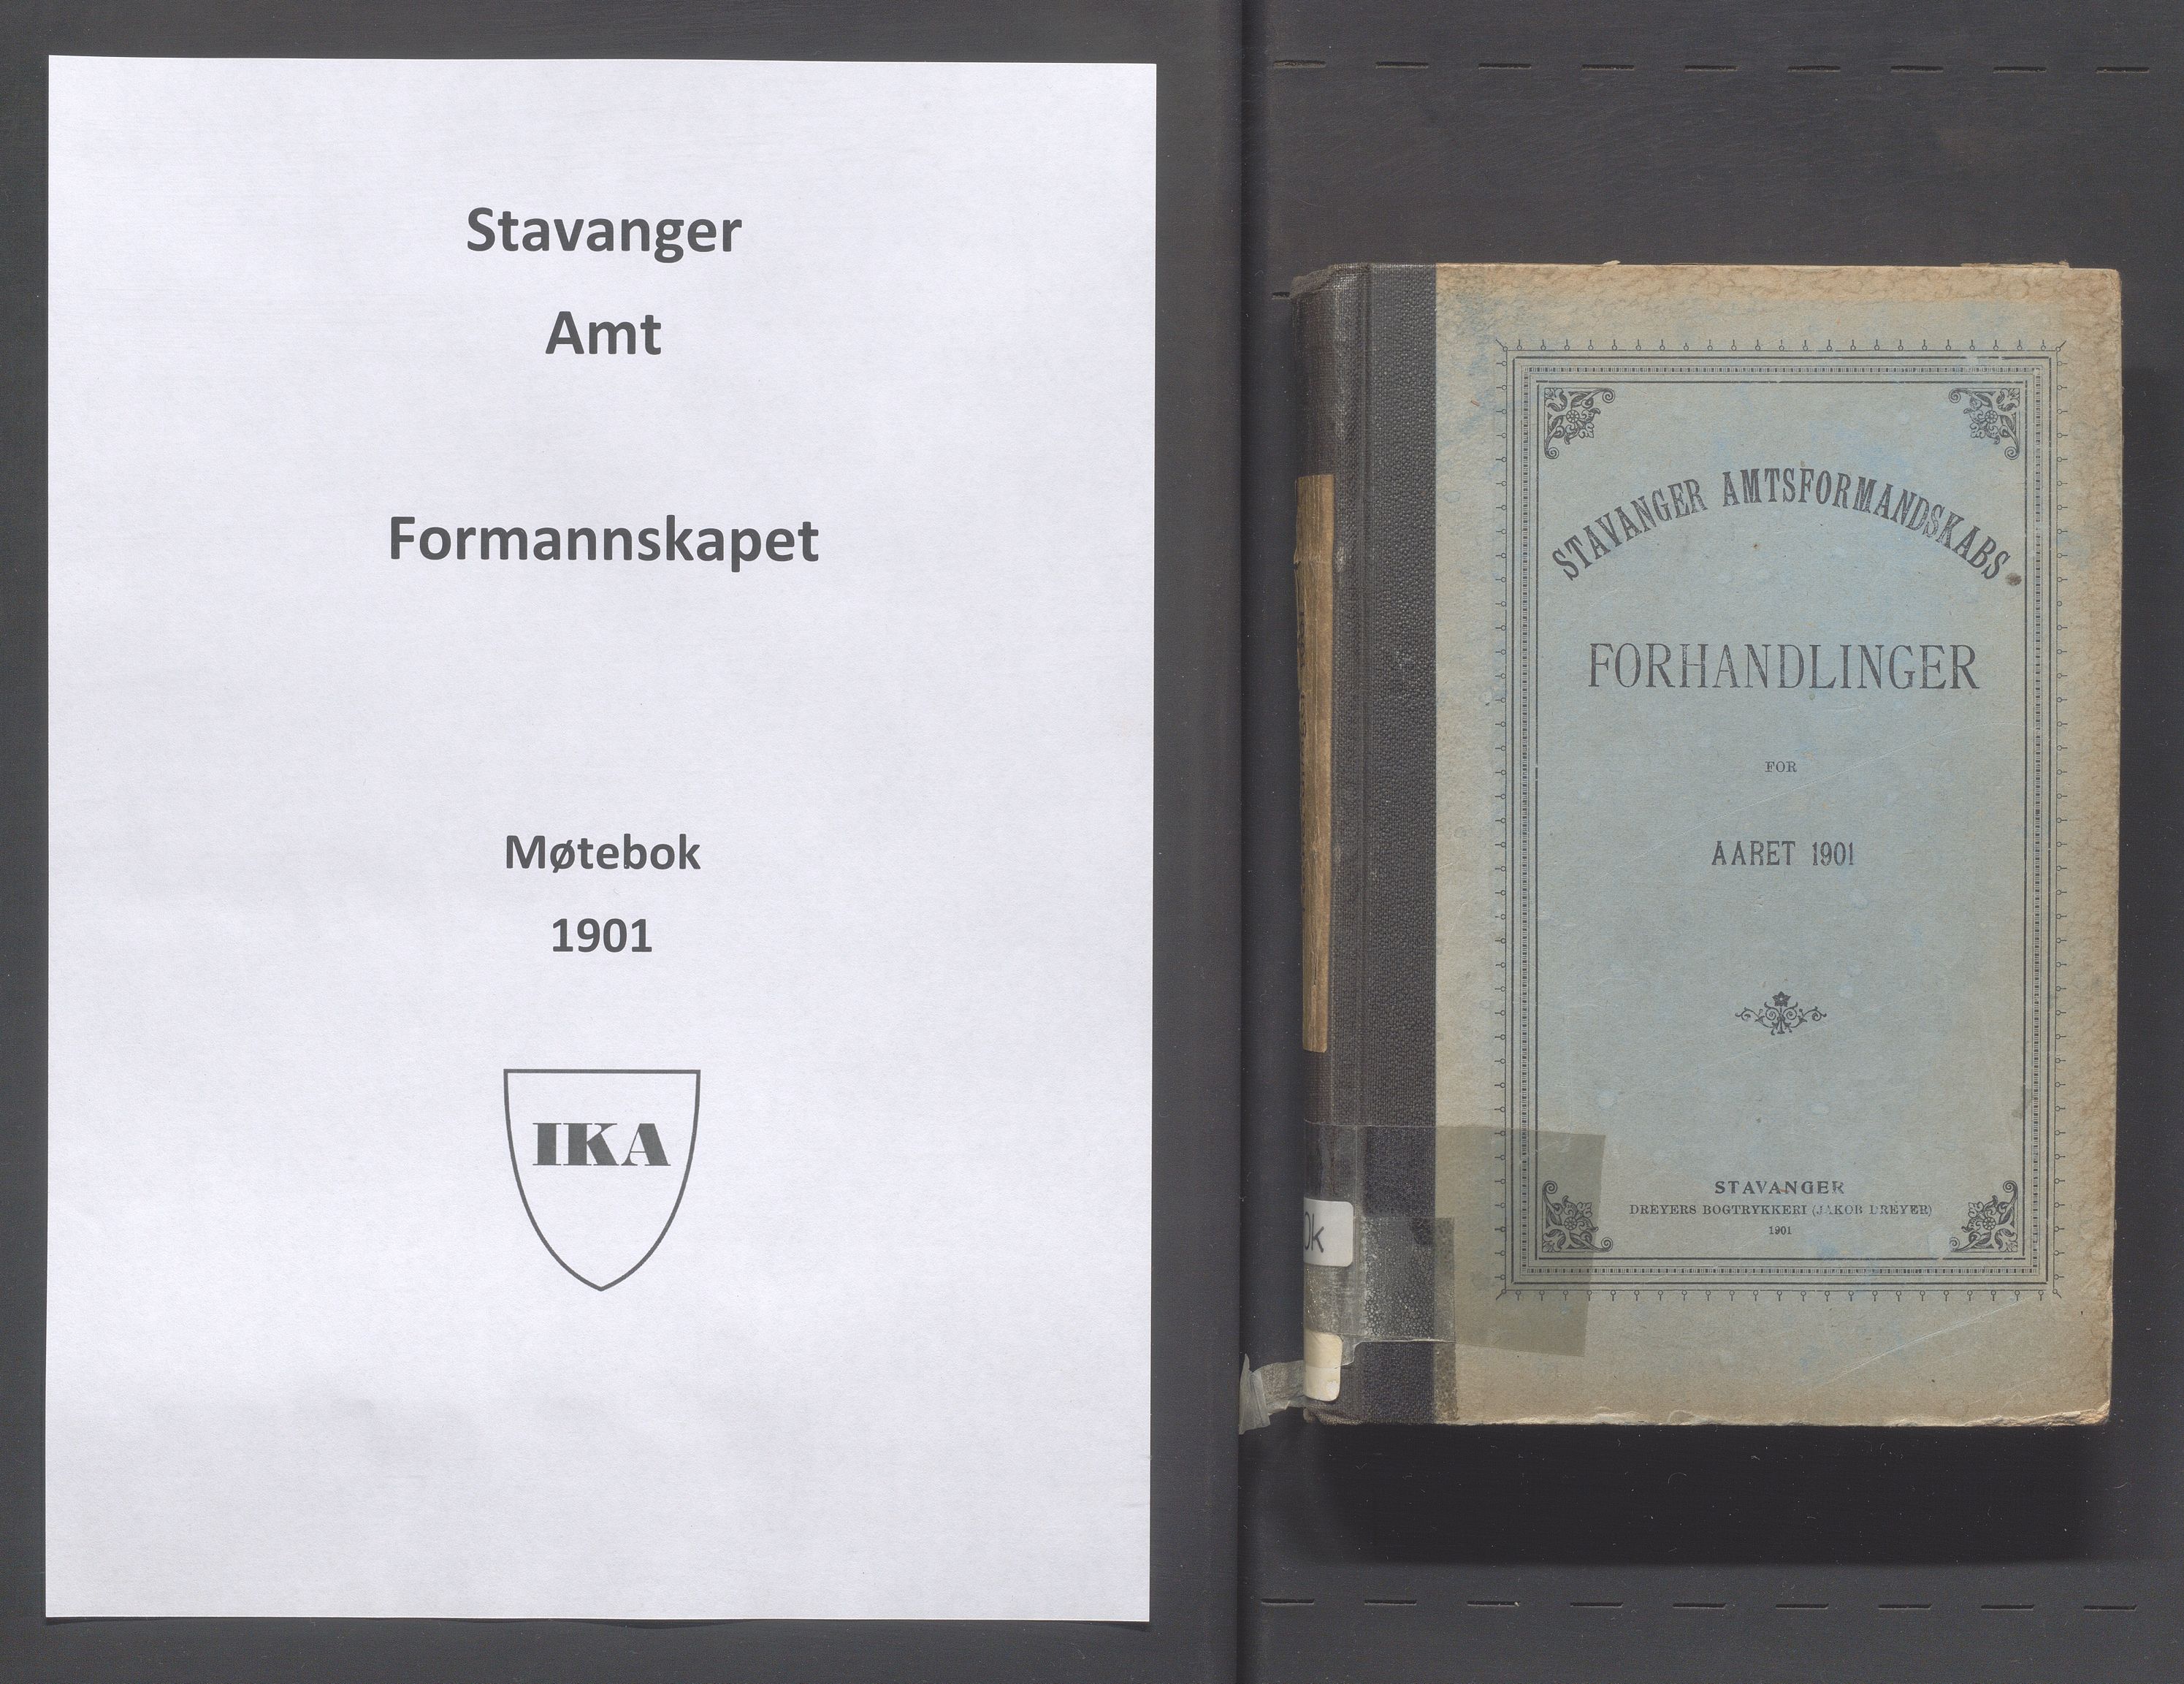 Stavanger
Amt
Formannskapet
Møtebok
1901
IKA
STAVANGER AMTSFORMANDSKABS
FORHANDLINGER
FOR
AARET 1901
STAVANGER
DREYERS BOGTRYKKERI (JAKOB DREYER)
1901